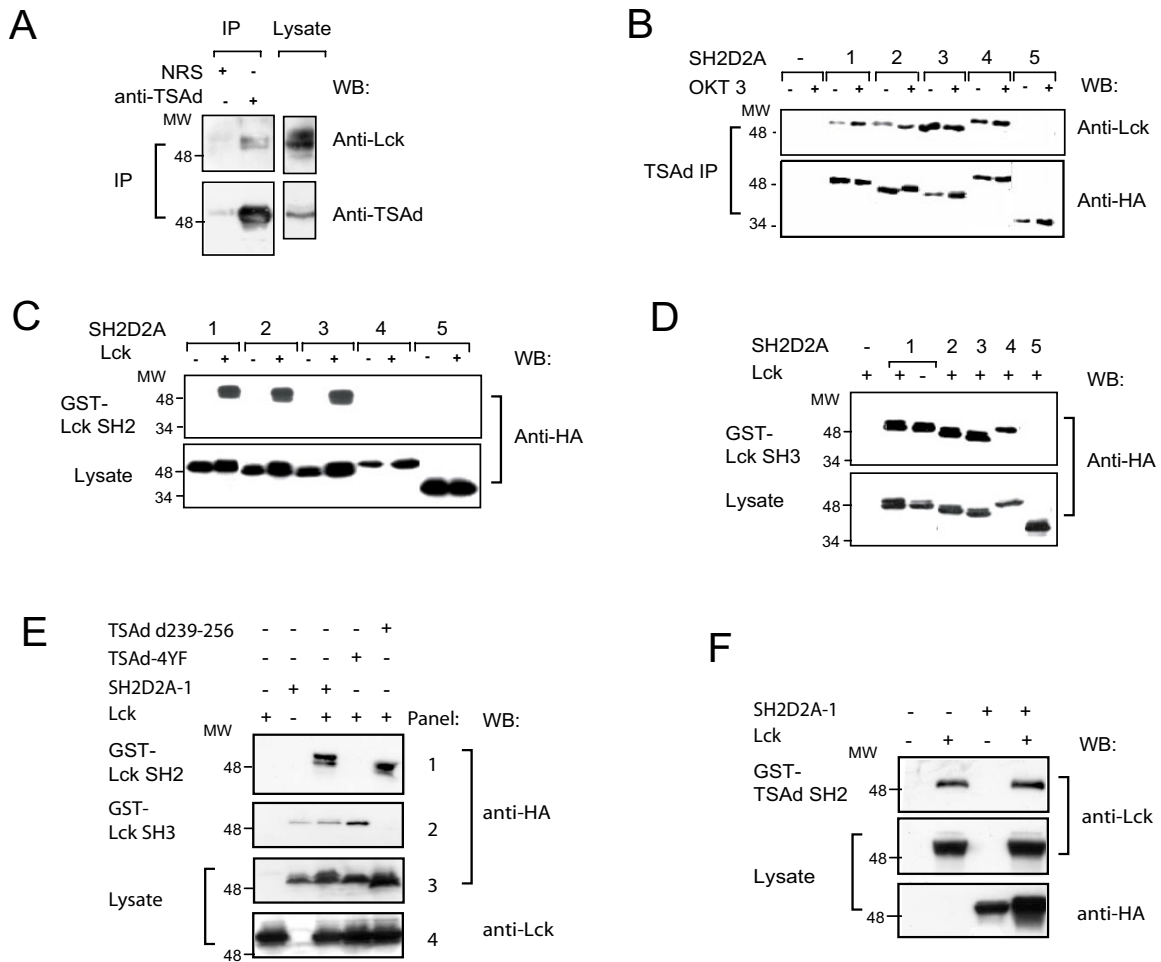 A
IP Lysate
NRS + -
anti-TSAd - + WB:
MW
48 Anti-Lck
IP
48 Anti-TSAd
B
SH2D2A - 1 2 3 4 5
OKT 3 - + - + - + - + - + - + WB:
MW
48 - Anti-Lck
TSAd IP
48 - Anti-HA
34 -
C
SH2D2A 1 2 3 4 5
Lck - + - + - + - + - + WB:
MW
GST-
Lck SH2
48
34
Anti-HA
Lysate
48
34
D
SH2D2A - 1 2 3 4 5
Lck + + - + + + + WB:
MW
GST-
Lck SH3
48
34
Anti-HA
Lysate
48
34
E
TSAd d239-256 - - - - +
TSAd-4YF - - - + -
SH2D2A-1 - + + - -
Lck + - + + + Panel: WB:
MW
GST-
Lck SH2
48 1
anti-HA
GST-
Lck SH3
48 2
Lysate
48 3
48 4 anti-Lck
F
SH2D2A-1 - - + +
Lck - + - + WB:
MW
GST-
TSAd SH2
48
anti-Lck
Lysate
48
48 anti-HA